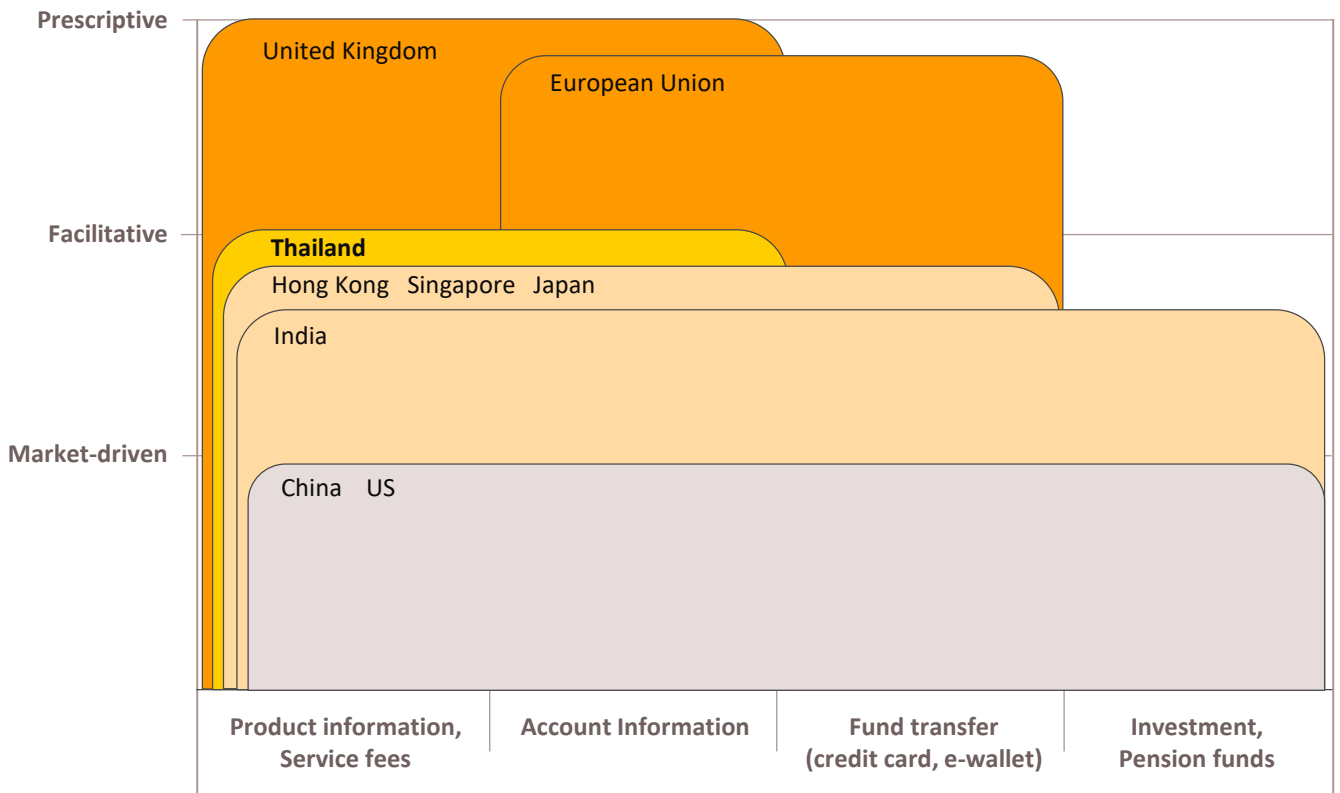 Prescriptive
United Kingdom
European Union
Facilitative
Thailand
Hong Kong Singapore Japan
India
Market-driven
China US
Product information,
Service fees
Account Information
Fund transfer
(credit card, e-wallet)
Investment,
Pension funds